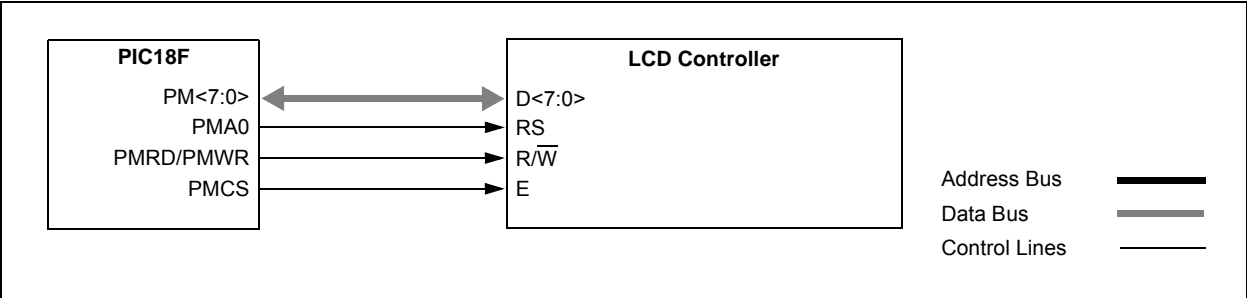 PIC18F
LCD Controller
PM<7:0>
D<7:0>
PMA0
RS
PMRD/PMWR
R/W̅
PMCS
E
Address Bus
Data Bus
Control Lines